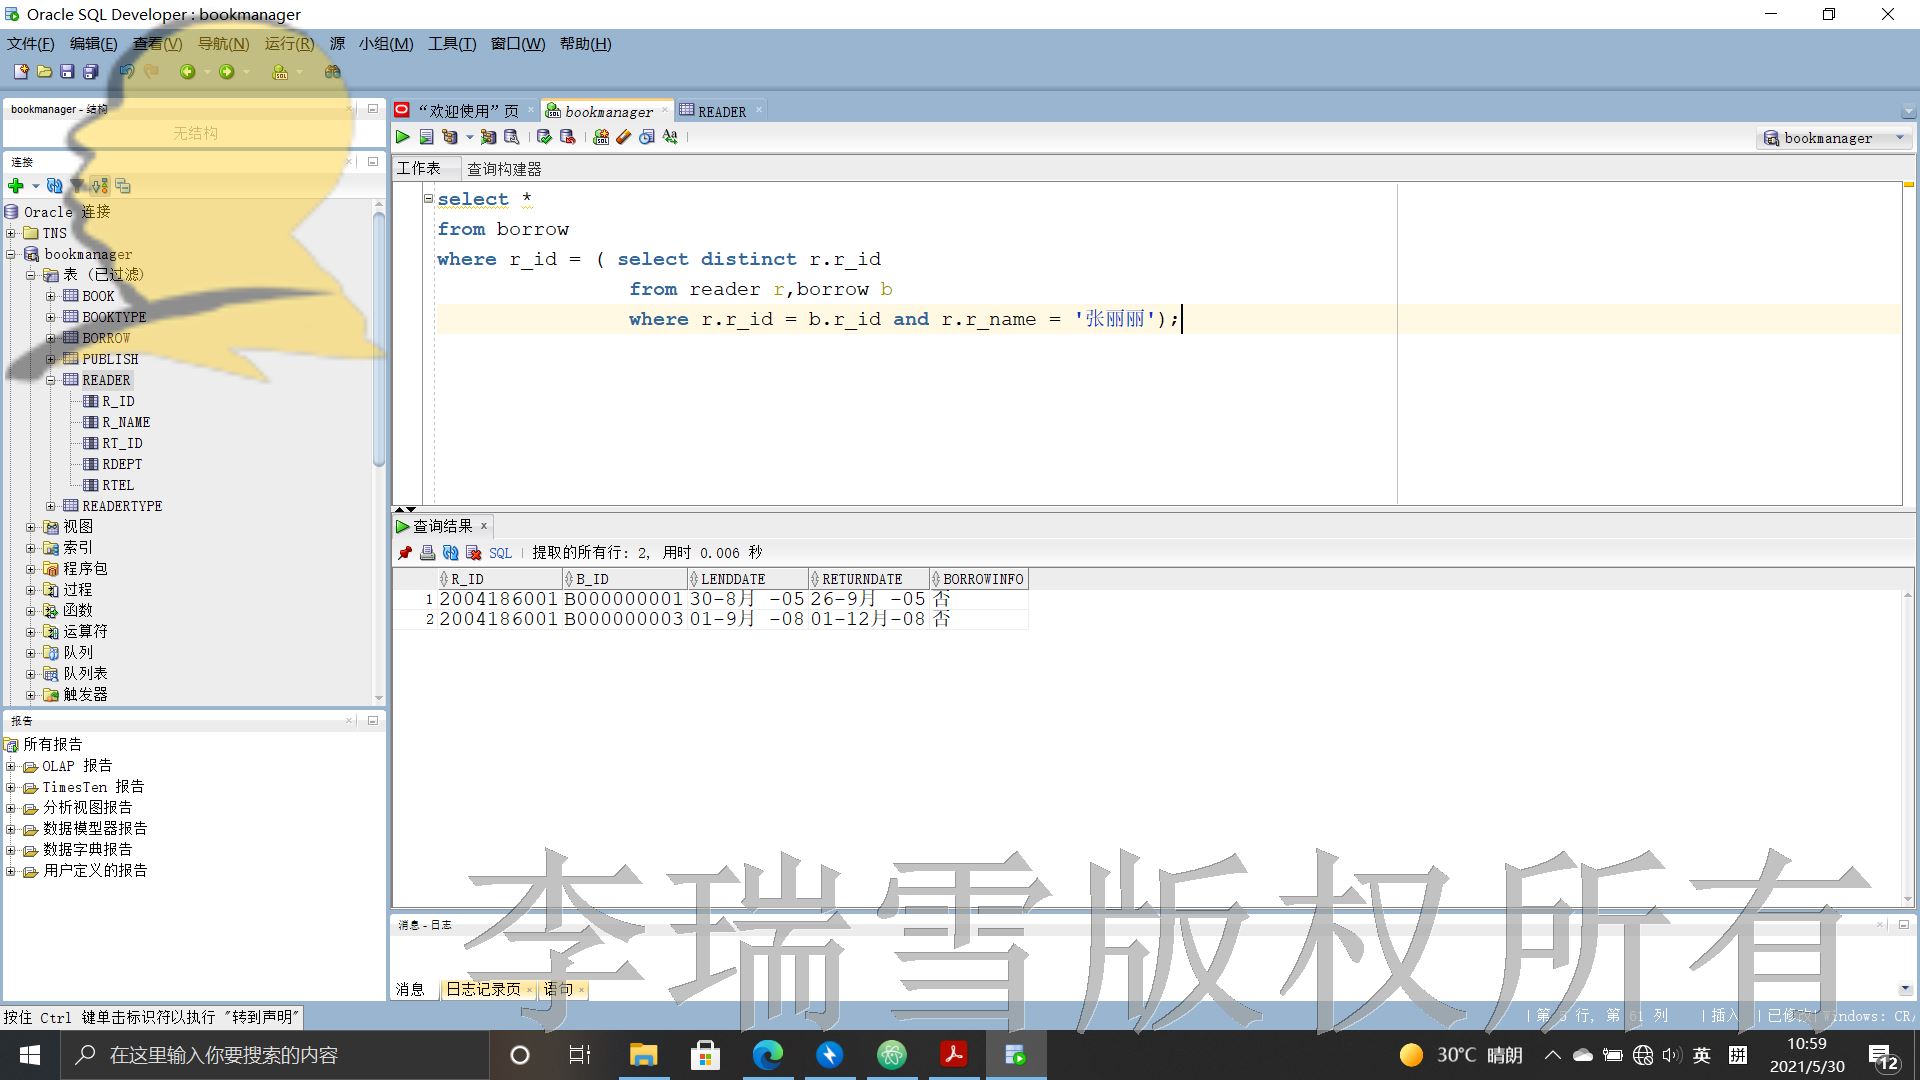 Oracle SQL Developer : bookmanager
文件(F) 编辑(E) 查看(V) 导航(N) 运行(R) 源 小组(M) 工具(T) 窗口(W) 帮助(H)
bookmanager - 结构
无结构
连接
Oracle 连接
TNS
bookmanager
表 (已过滤)
BOOK
BOOKTYPE
BORROW
PUBLISH
READER
R_ID
R_NAME
RT_ID
RDEPT
RTEL
READERTYPE
视图
索引
程序包
过程
函数
运算符
队列
队列表
触发器
报告
所有报告
OLAP 报告
TimesTen 报告
分析视图报告
数据模型器报告
数据字典报告
用户定义的报告
“欢迎使用”页 bookmanager READER
bookmanager
工作表 查询构建器
select *
from borrow
where r_id = ( select distinct r.r_id
from reader r,borrow b
where r.r_id = b.r_id and r.r_name = '张丽丽');
查询结果
SQL | 提取的所有行: 2, 用时 0.006 秒
R_ID B_ID LENDDATE RETURNDATE BORROWINFO
1 2004186001 B000000001 30-8月 -05 26-9月 -05 否
2 2004186001 B000000003 01-9月 -08 01-12月-08 否
李瑞雪版权所有
消息 - 日志
消息 日志记录页 语句
按住 Ctrl 键单击标识符以执行 "转到声明"
第 5 行, 第 61 列 | 插入 | 已修改 | Windows: CR/
在这里输入你要搜索的内容
30°C 晴朗
英
拼
10:59
2021/5/30
12